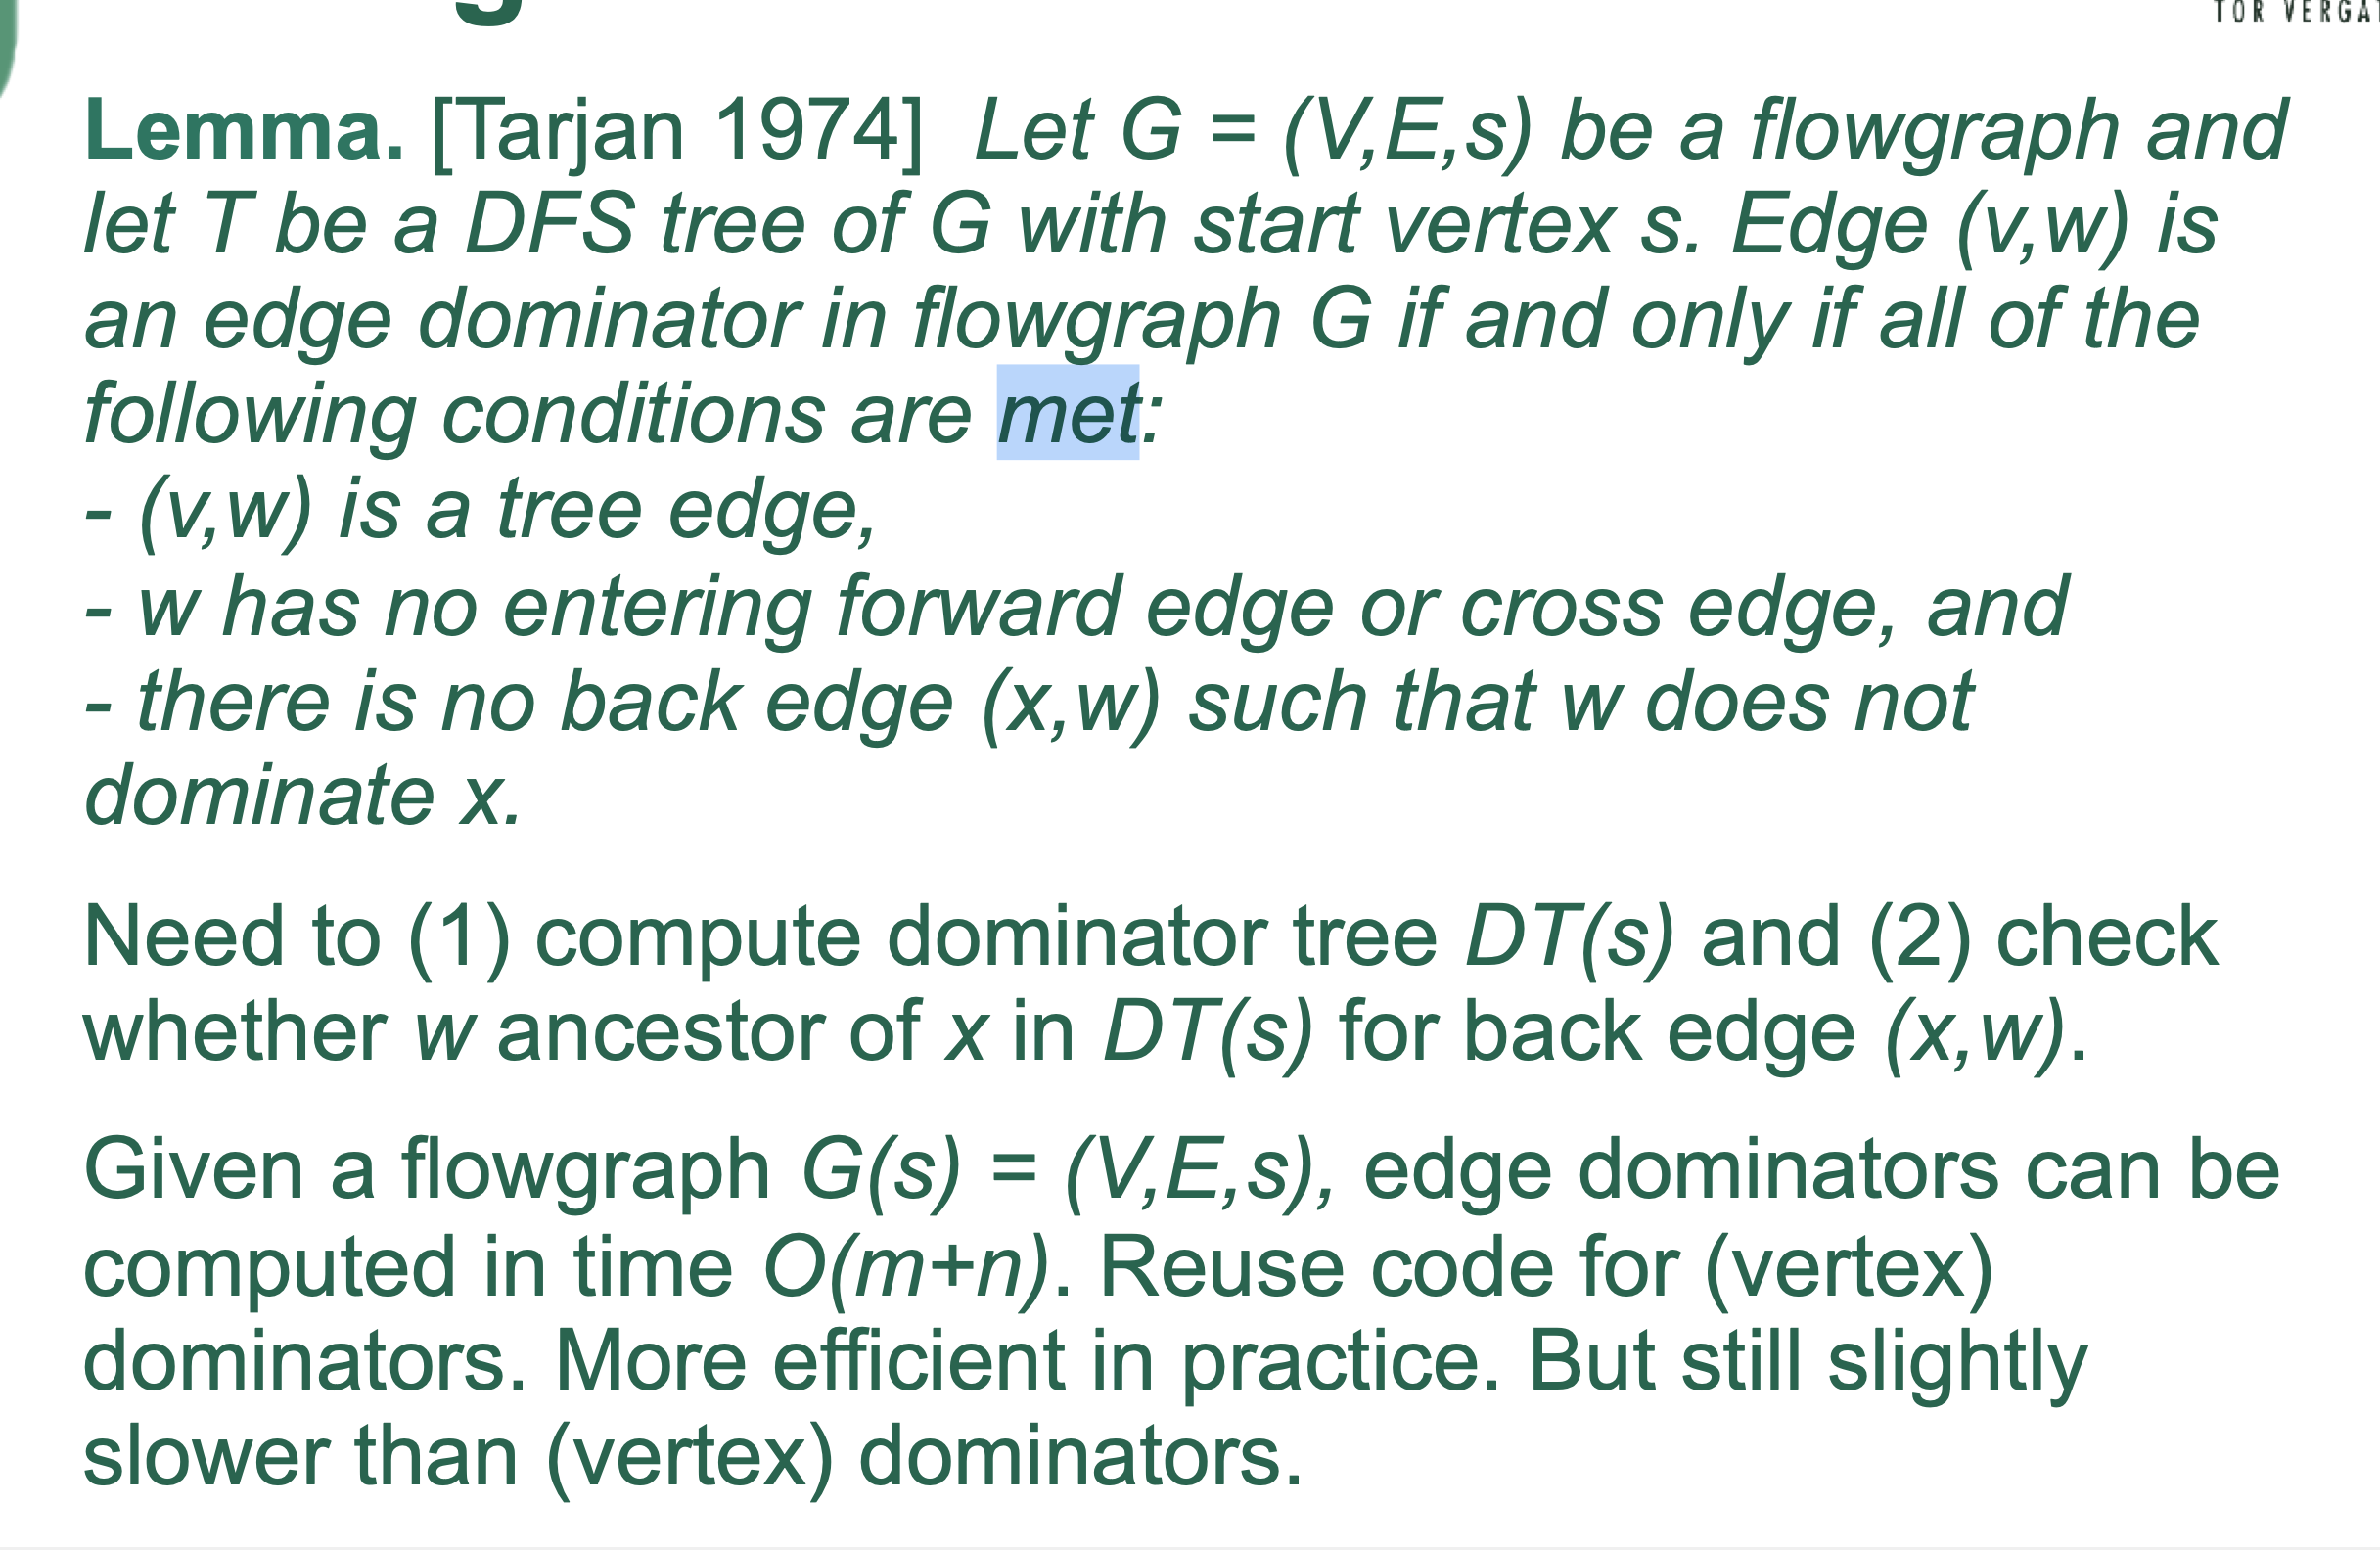 TOR VERGAT
Lemma. [Tarjan 1974] Let G = (V,E,s) be a flowgraph and
let T be a DFS tree of G with start vertex s. Edge (v,w) is
an edge dominator in flowgraph G if and only if all of the
following conditions are met:
- (v,w) is a tree edge,
- w has no entering forward edge or cross edge, and
- there is no back edge (x,w) such that w does not
dominate x.
Need to (1) compute dominator tree DT(s) and (2) check
whether w ancestor of x in DT(s) for back edge (x,w).
Given a flowgraph G(s) = (V,E,s), edge dominators can be
computed in time O(m+n). Reuse code for (vertex)
dominators. More efficient in practice. But still slightly
slower than (vertex) dominators.